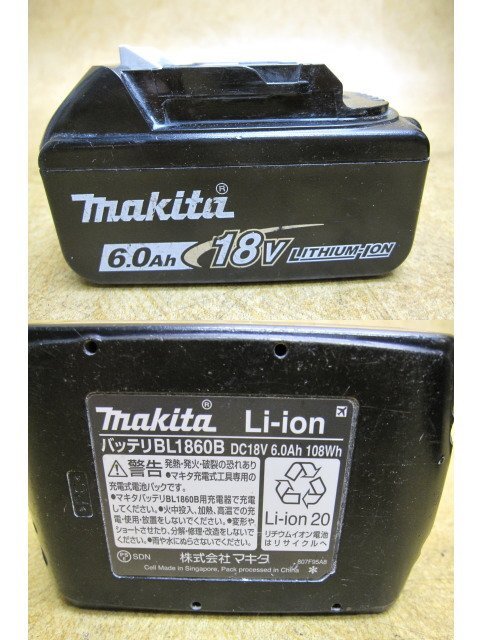 makita®
6.0Ah 18V LITHIUM-ION
makita® Li-ion
バッテリBL1860B DC18V 6.0Ah 108Wh
警告 発熱・発火・破裂の恐れあり
●マキタ充電式工具専用の
充電式電池パックです。
●マキタバッテリBL1860B用充電器で充電
してください。●火中投入、加熱、高温での充
電・使用・放置をしないでください。●変形や
ショートさせたり、分解・修理・改造をしないで
ください。●雨や水にぬらさないでください。
Li-ion 20
リチウムイオン電池
はリサイクルへ
SDN 株式会社マキタ
Cell Made in Singapore, Pack processed in China